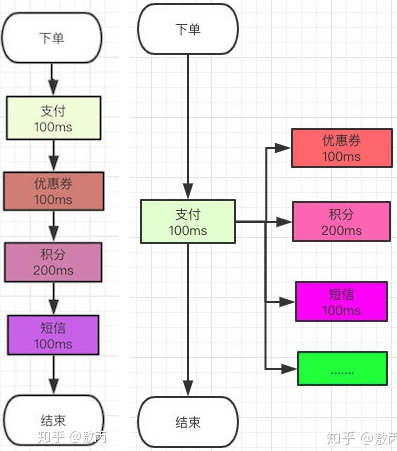 下单
支付
100ms
优惠券
100ms
积分
200ms
短信
100ms
结束
知乎 @敖丙
下单
支付
100ms
优惠券
100ms
积分
200ms
短信
100ms
.......
结束
知乎 @敖丙